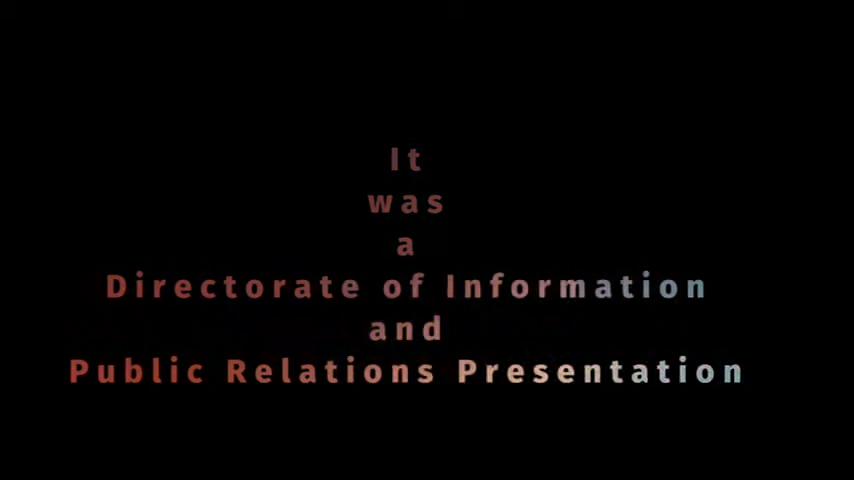 It
was
a
Directorate of Information
and
Public Relations Presentation